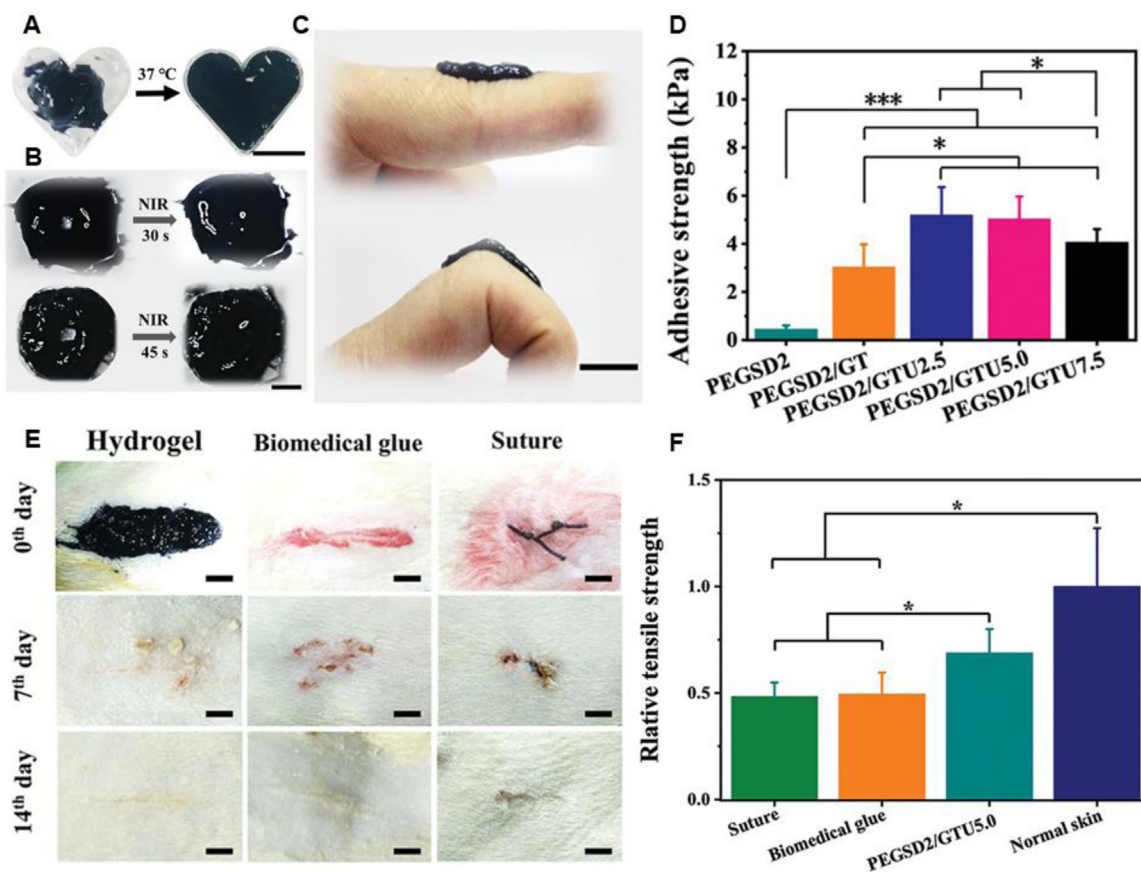 A
37 °C
B
NIR
30 s
NIR
45 s
C
D
Adhesive strength (kPa)
12
10
8
6
4
2
0
***
*
*
PEGSD2
PEGSD2/GT
PEGSD2/GTU2.5
PEGSD2/GTU5.0
PEGSD2/GTU7.5
E
Hydrogel
Biomedical glue
Suture
0th day
7th day
14th day
F
Rlative tensile strength
1.5
1.0
0.5
0.0
*
*
Suture
Biomedical glue
PEGSD2/GTU5.0
Normal skin